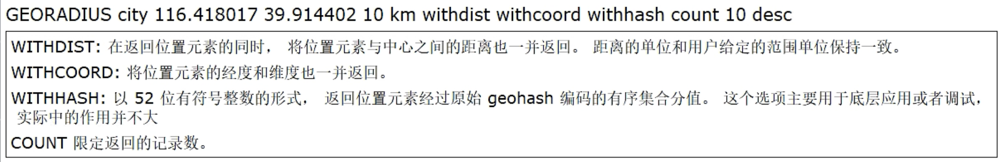 GEORADIUS city 116.418017 39.914402 10 km withdist withcoord withhash count 10 desc
WITHDIST: 在返回位置元素的同时， 将位置元素与中心之间的距离也一并返回。 距离的单位和用户给定的范围单位保持一致。
WITHCOORD: 将位置元素的经度和维度也一并返回。
WITHHASH: 以 52 位有符号整数的形式， 返回位置元素经过原始 geohash 编码的有序集合分值。 这个选项主要用于底层应用或者调试，
实际中的作用并不大
COUNT 限定返回的记录数。